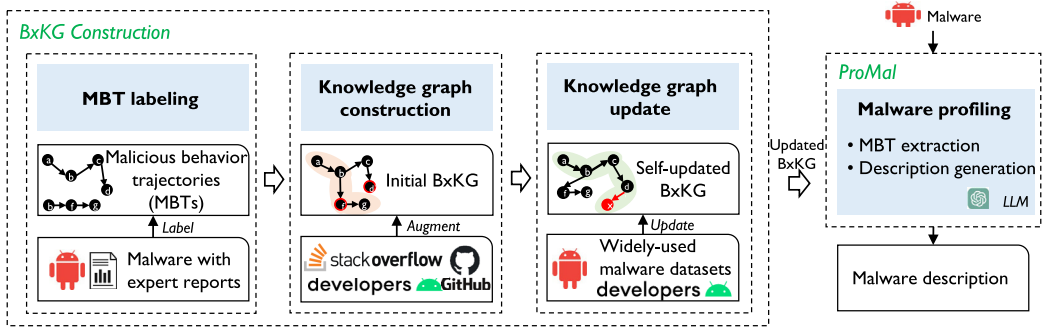 BxKG Construction
MBT labeling
Malicious behavior
trajectories
(MBTs)
a
b
c
d
b
f
g
Label
Malware with
expert reports
Knowledge graph
construction
Initial BxKG
a
b
c
d
f
g
Augment
stackoverflow
developers
GitHub
Knowledge graph
update
Self-updated
BxKG
a
b
c
d
f
g
x
Update
Widely-used
malware datasets
developers
Updated
BxKG
Malware
ProMal
Malware profiling
• MBT extraction
• Description generation
LLM
Malware description